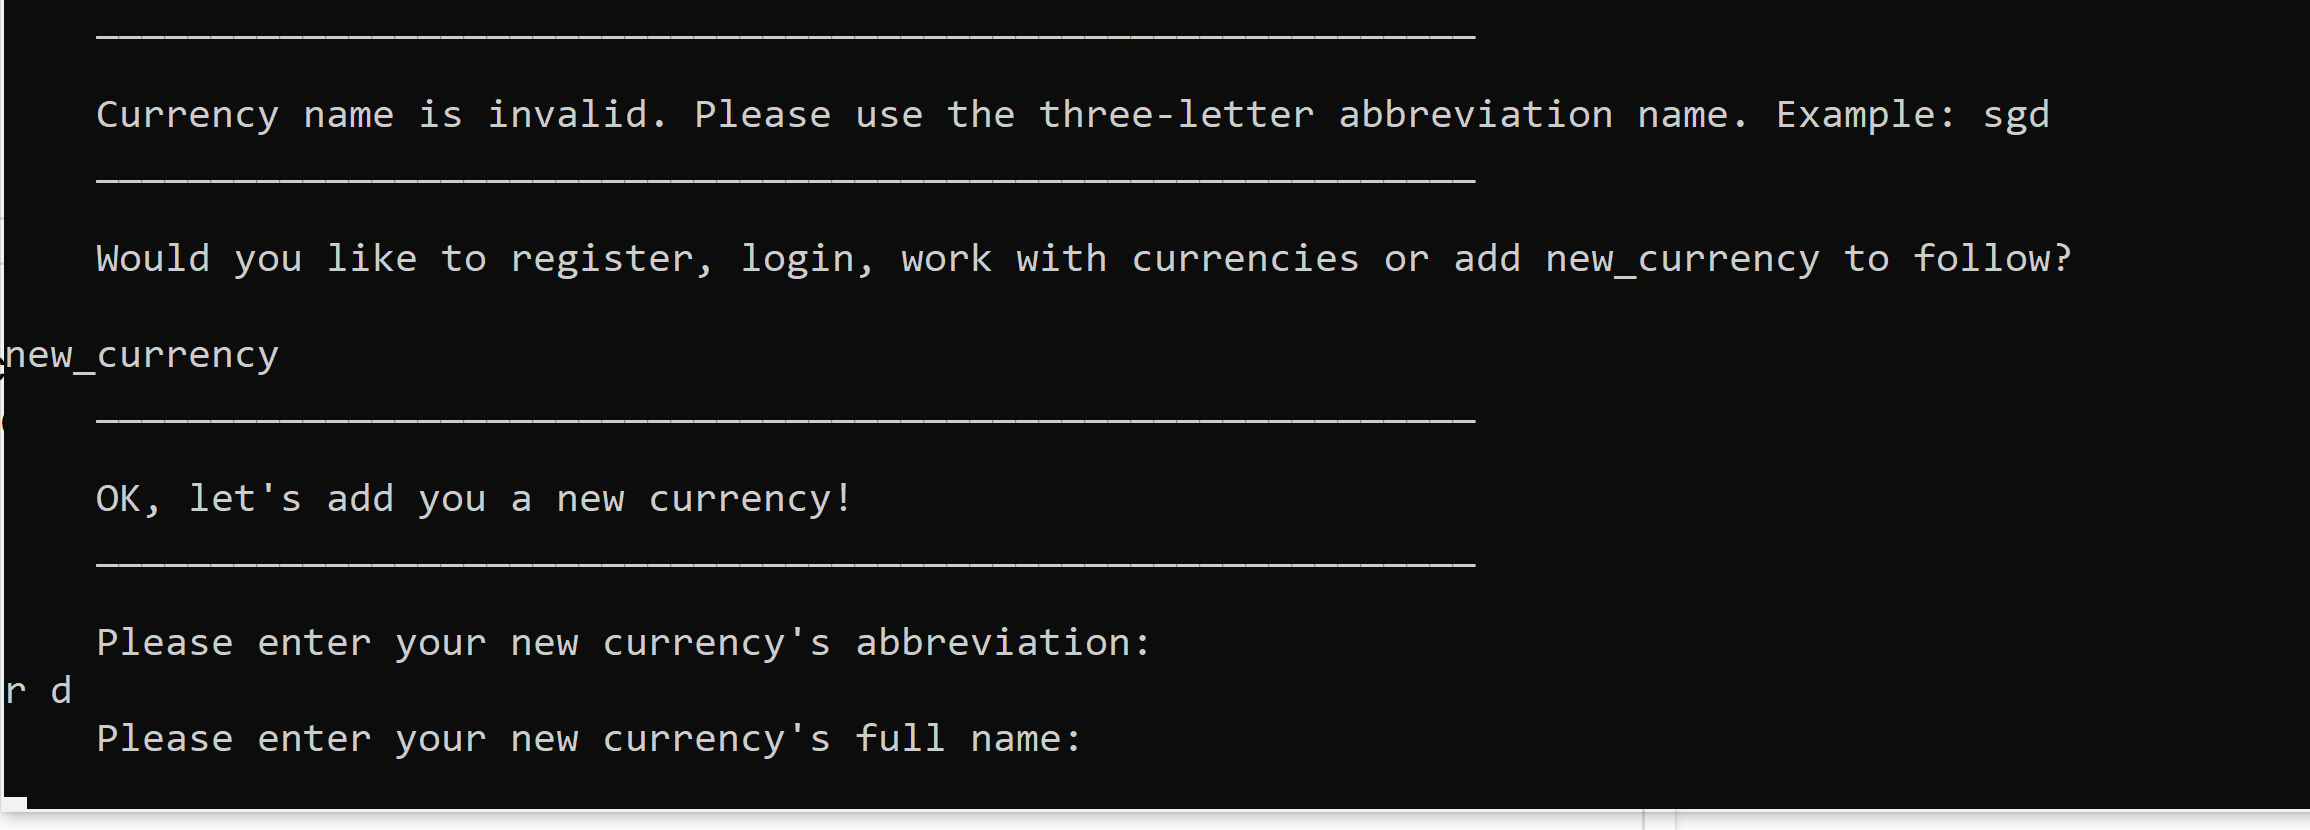 Currency name is invalid. Please use the three-letter abbreviation name. Example: sgd
Would you like to register, login, work with currencies or add new_currency to follow?
new_currency
OK, let's add you a new currency!
Please enter your new currency's abbreviation:
r d
Please enter your new currency's full name: